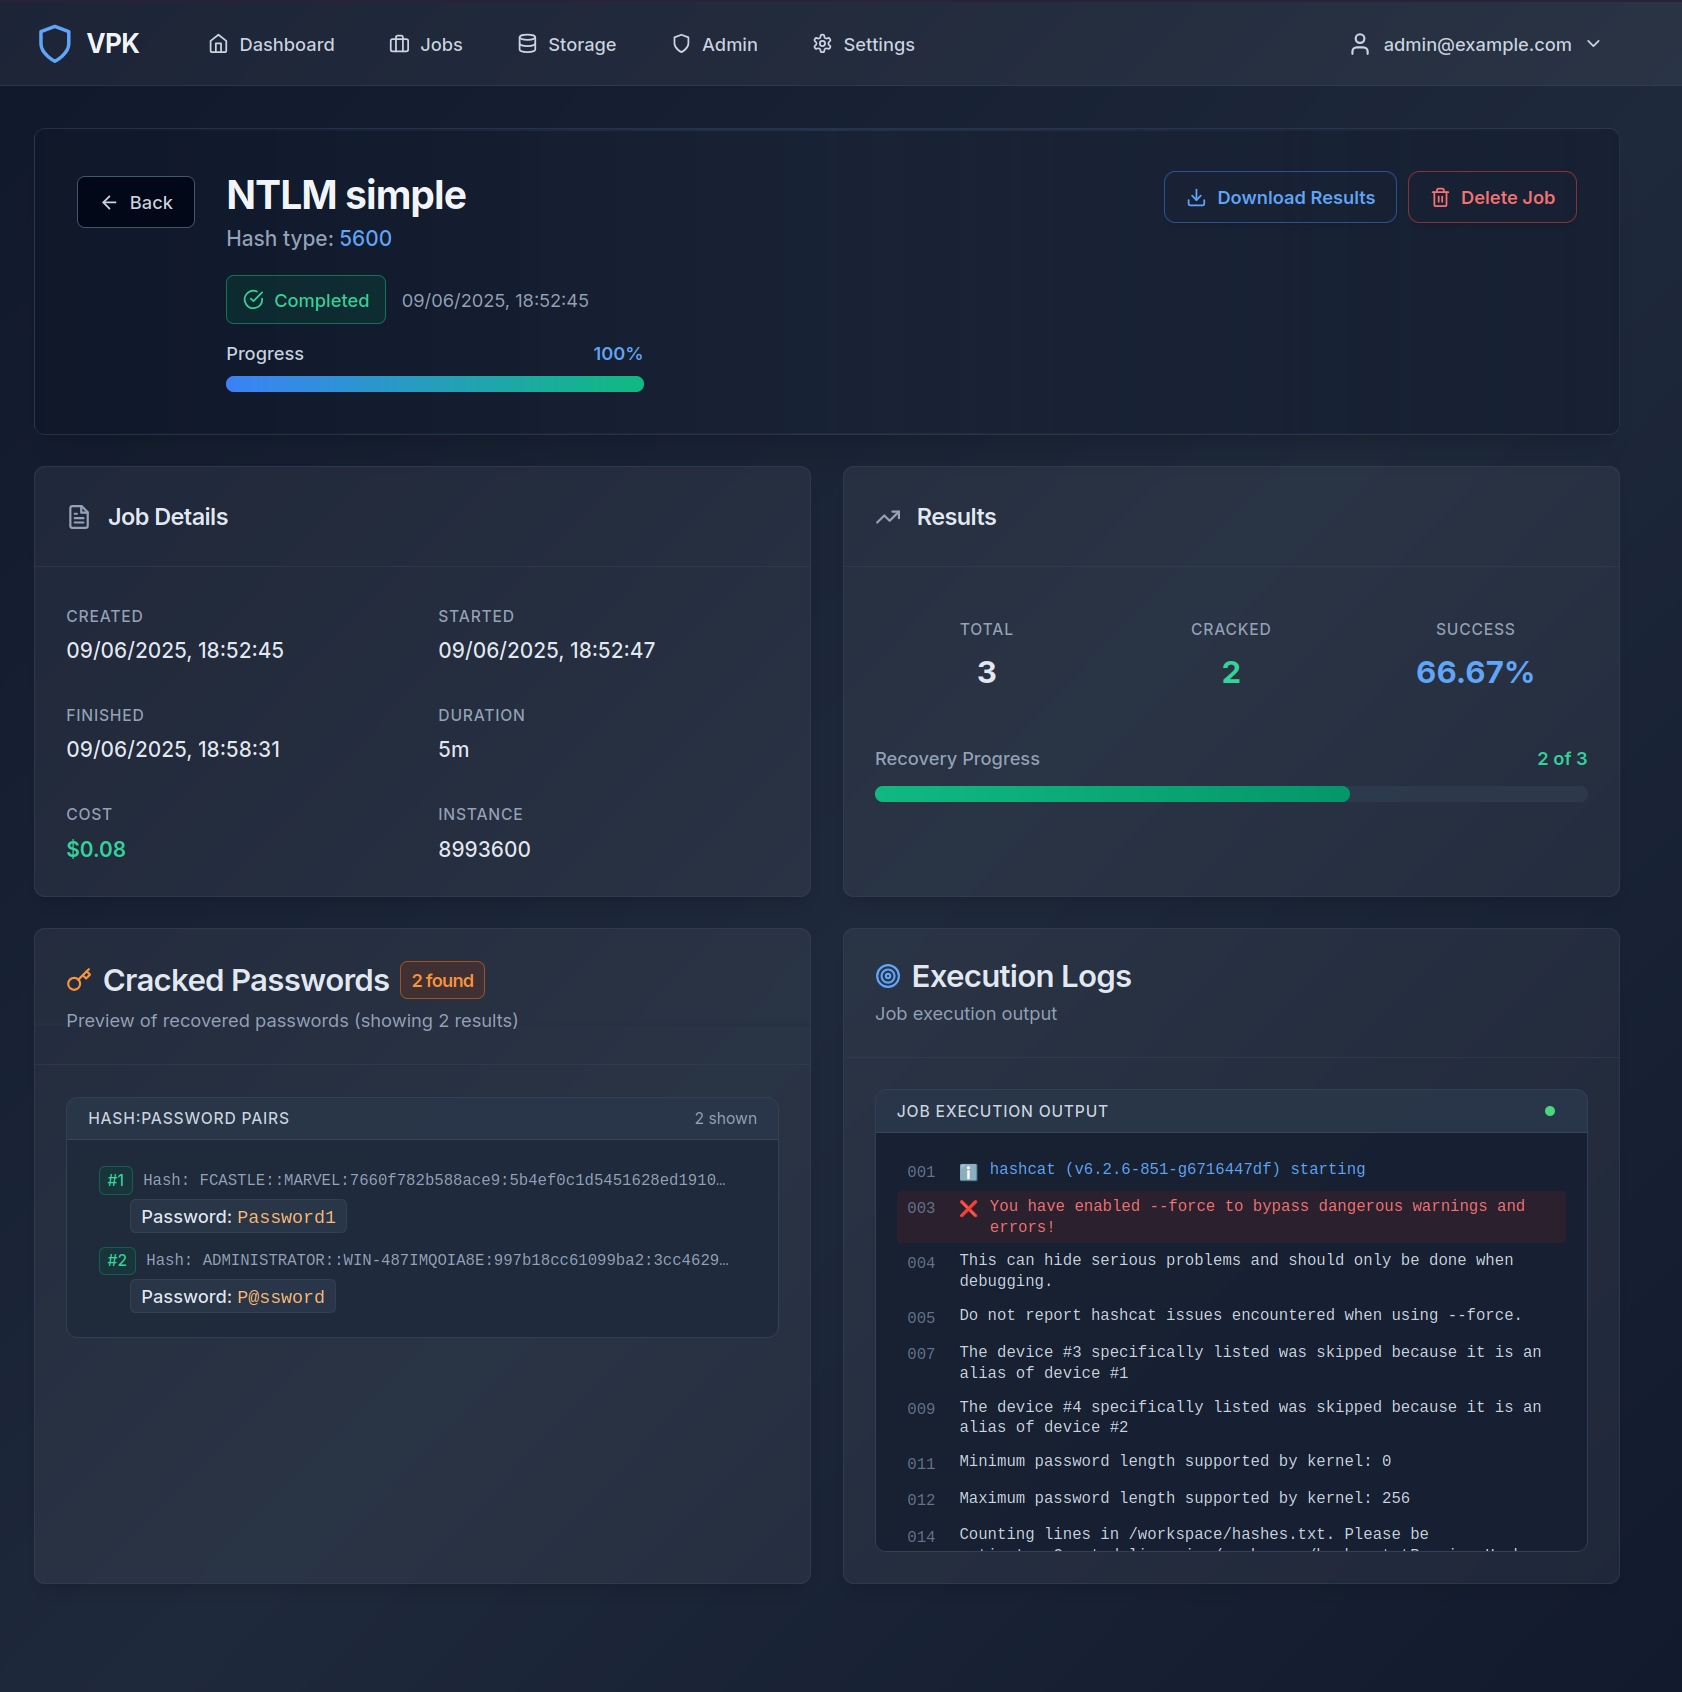 VPK
Dashboard
Jobs
Storage
Admin
Settings
admin@example.com
Back
NTLM simple
Hash type: 5600
Completed
09/06/2025, 18:52:45
Progress
100%
Download Results
Delete Job
Job Details
CREATED
09/06/2025, 18:52:45
STARTED
09/06/2025, 18:52:47
FINISHED
09/06/2025, 18:58:31
DURATION
5m
COST
$0.08
INSTANCE
8993600
Results
TOTAL
3
CRACKED
2
SUCCESS
66.67%
Recovery Progress
2 of 3
Cracked Passwords
2 found
Preview of recovered passwords (showing 2 results)
HASH:PASSWORD PAIRS
2 shown
#1 Hash: FCASTLE::MARVEL:7660f782b588ace9:5b4ef0c1d5451628ed1910…
Password: Password1
#2 Hash: ADMINISTRATOR::WIN-487IMQOIA8E:997b18cc61099ba2:3cc4629…
Password: P@ssword
Execution Logs
Job execution output
JOB EXECUTION OUTPUT
001 hashcat (v6.2.6-851-g6716447df) starting
003 You have enabled --force to bypass dangerous warnings and
errors!
004 This can hide serious problems and should only be done when
debugging.
005 Do not report hashcat issues encountered when using --force.
007 The device #3 specifically listed was skipped because it is an
alias of device #1
009 The device #4 specifically listed was skipped because it is an
alias of device #2
011 Minimum password length supported by kernel: 0
012 Maximum password length supported by kernel: 256
014 Counting lines in /workspace/hashes.txt. Please be